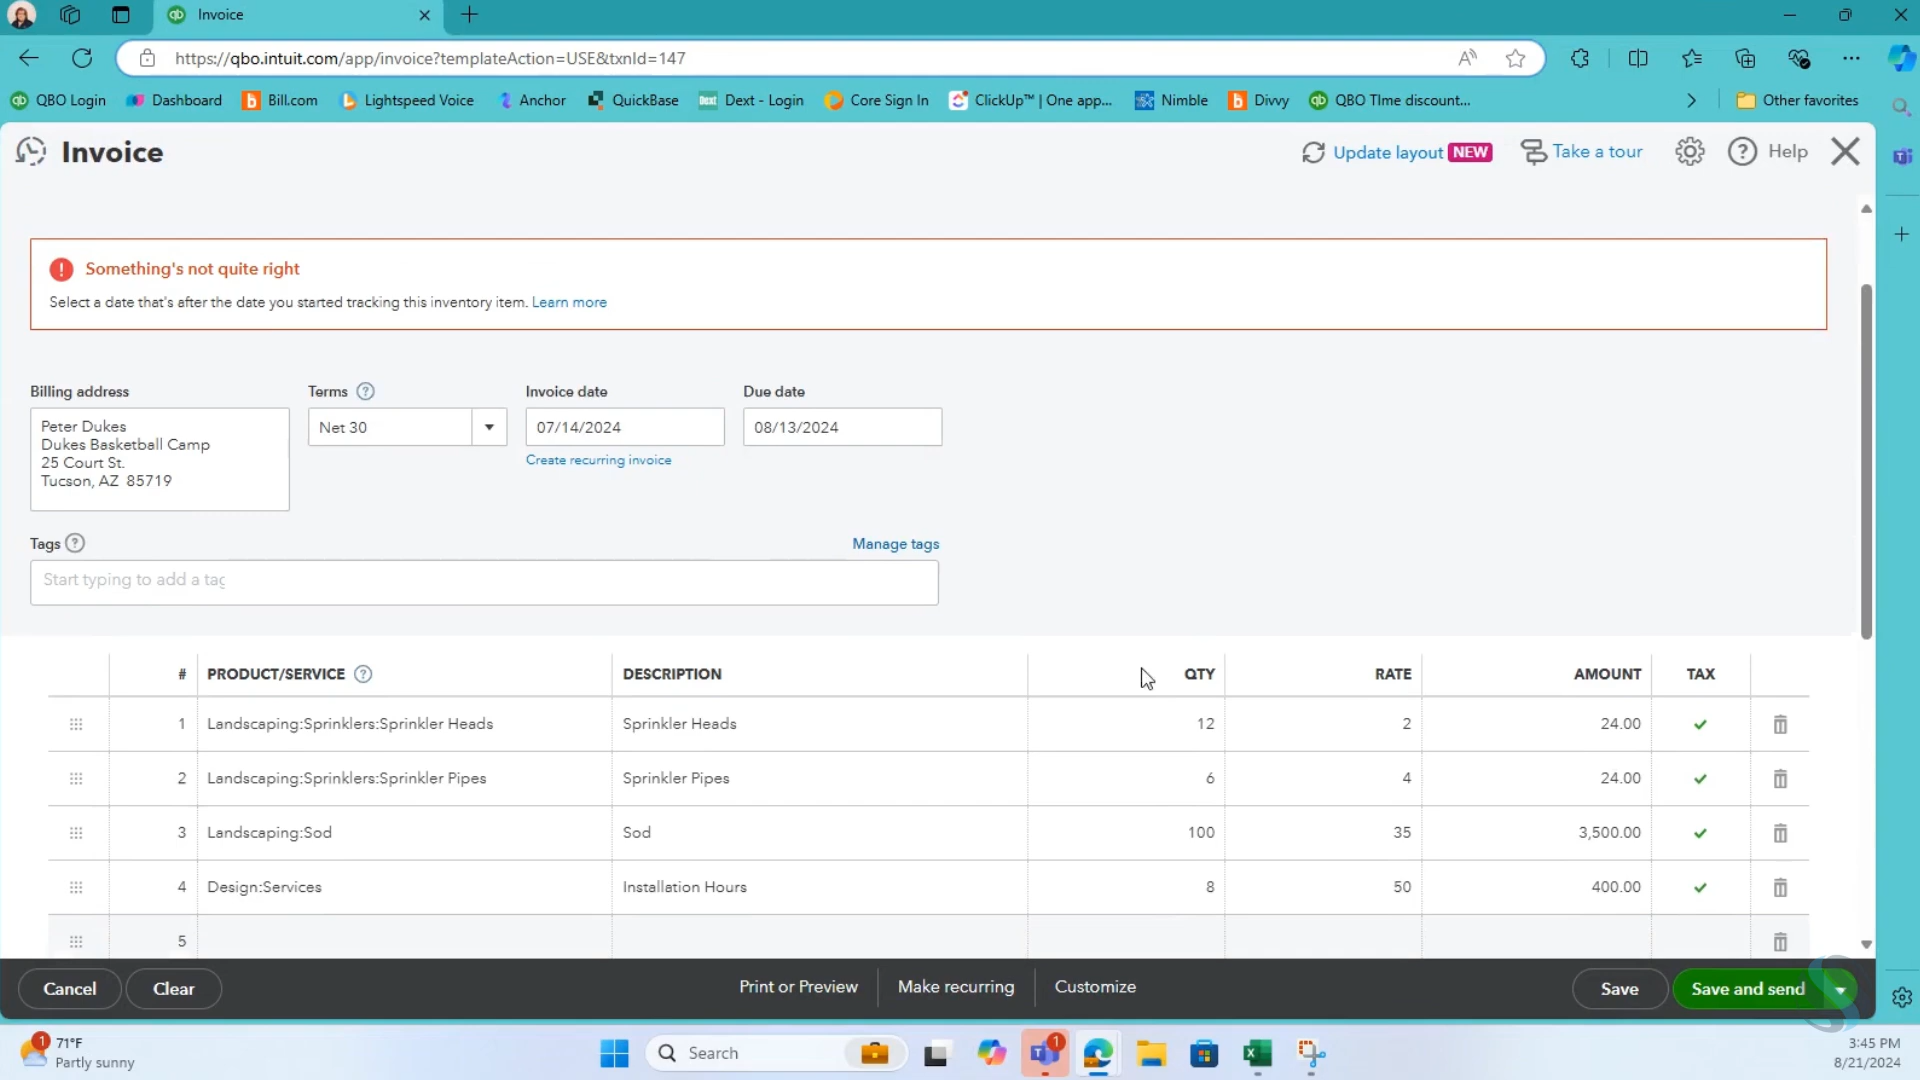 Invoice
https://qbo.intuit.com/app/invoice?templateAction=USE&txnId=147
QBO Login Dashboard Bill.com Lightspeed Voice Anchor QuickBase Dext - Login Core Sign In ClickUp™ | One app... Nimble Divvy QBO TIme discount... Other favorites
Invoice Update layout NEW Take a tour Help
Something's not quite right
Select a date that's after the date you started tracking this inventory item. Learn more
Billing address Terms Invoice date Due date
Peter Dukes
Dukes Basketball Camp
25 Court St.
Tucson, AZ 85719
Net 30 07/14/2024 08/13/2024
Create recurring invoice
Tags Manage tags
Start typing to add a tag
# PRODUCT/SERVICE DESCRIPTION QTY RATE AMOUNT TAX
1 Landscaping:Sprinklers:Sprinkler Heads Sprinkler Heads 12 2 24.00
2 Landscaping:Sprinklers:Sprinkler Pipes Sprinkler Pipes 6 4 24.00
3 Landscaping:Sod Sod 100 35 3,500.00
4 Design:Services Installation Hours 8 50 400.00
5
Cancel Clear Print or Preview Make recurring Customize Save Save and send
1 71°F
Partly sunny
Search
1
3:45 PM
8/21/2024